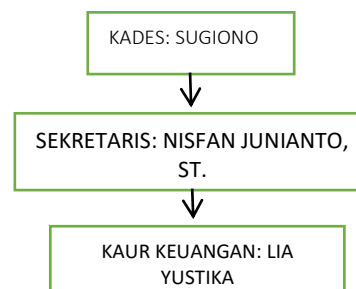 KADES: SUGIONO
SEKRETARIS: NISFAN JUNIANTO,
ST.
KAUR KEUANGAN: LIA
YUSTIKA